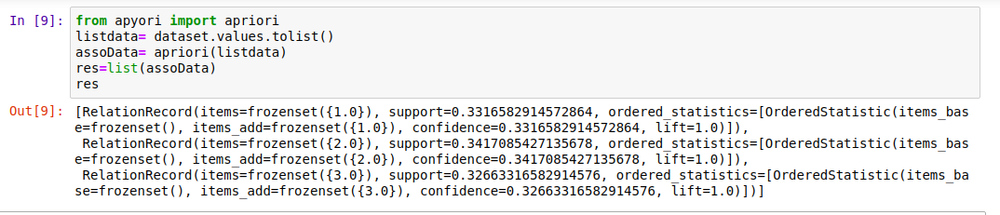 In [9]: from apyori import apriori
listdata= dataset.values.tolist()
assoData= apriori(listdata)
res=list(assoData)
res
Out[9]: [RelationRecord(items=frozenset({1.0}), support=0.3316582914572864, ordered_statistics=[OrderedStatistic(items_bas
e=frozenset(), items_add=frozenset({1.0}), confidence=0.3316582914572864, lift=1.0)]),
RelationRecord(items=frozenset({2.0}), support=0.3417085427135678, ordered_statistics=[OrderedStatistic(items_bas
e=frozenset(), items_add=frozenset({2.0}), confidence=0.3417085427135678, lift=1.0)]),
RelationRecord(items=frozenset({3.0}), support=0.32663316582914576, ordered_statistics=[OrderedStatistic(items_ba
se=frozenset(), items_add=frozenset({3.0}), confidence=0.32663316582914576, lift=1.0)])]